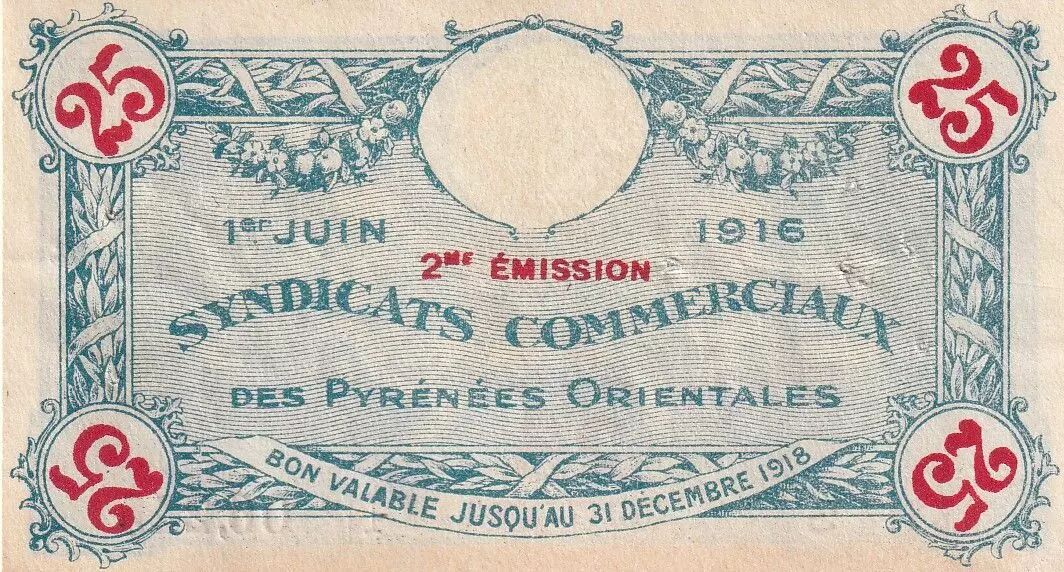 25 25
1er JUIN 1916
2ME ÉMISSION
SYNDICATS COMMERCIAUX
DES PYRÉNÉES ORIENTALES
BON VALABLE JUSQU'AU 31 DÉCEMBRE 1918
25 25